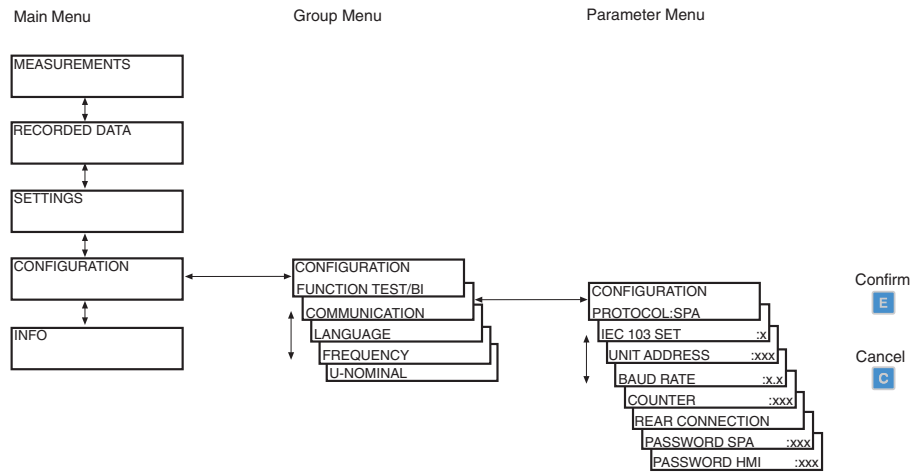 Main Menu
Group Menu
Parameter Menu
MEASUREMENTS
RECORDED DATA
SETTINGS
CONFIGURATION
INFO
CONFIGURATION
FUNCTION TEST/BI
COMMUNICATION
LANGUAGE
FREQUENCY
U-NOMINAL
CONFIGURATION
PROTOCOL:SPA
IEC 103 SET :x
UNIT ADDRESS :xxx
BAUD RATE :x.x
COUNTER :xxx
REAR CONNECTION
PASSWORD SPA :xxx
PASSWORD HMI :xxx
Confirm
E
Cancel
C